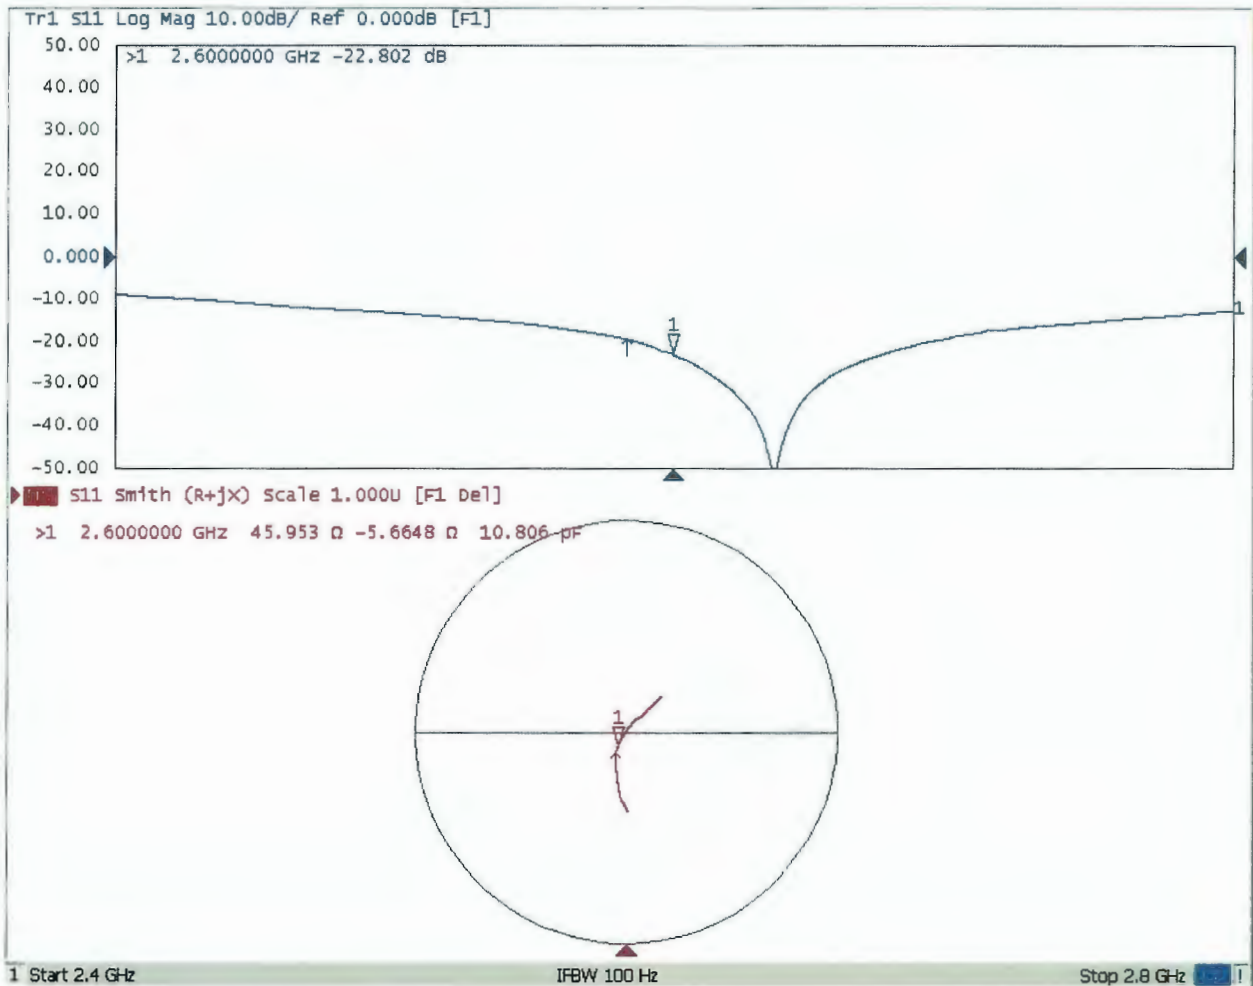 Tr1 S11 Log Mag 10.00dB/ Ref 0.000dB [F1]
50.00
>1 2.6000000 GHz -22.802 dB
40.00
30.00
20.00
10.00
0.000
-10.00
1
-20.00
1
-30.00
-40.00
-50.00
S11 Smith (R+jX) Scale 1.000U [F1 Del]
>1 2.6000000 GHz 45.953 Ω -5.6648 Ω 10.806 pF
1
1 Start 2.4 GHz IFBW 100 Hz Stop 2.8 GHz !